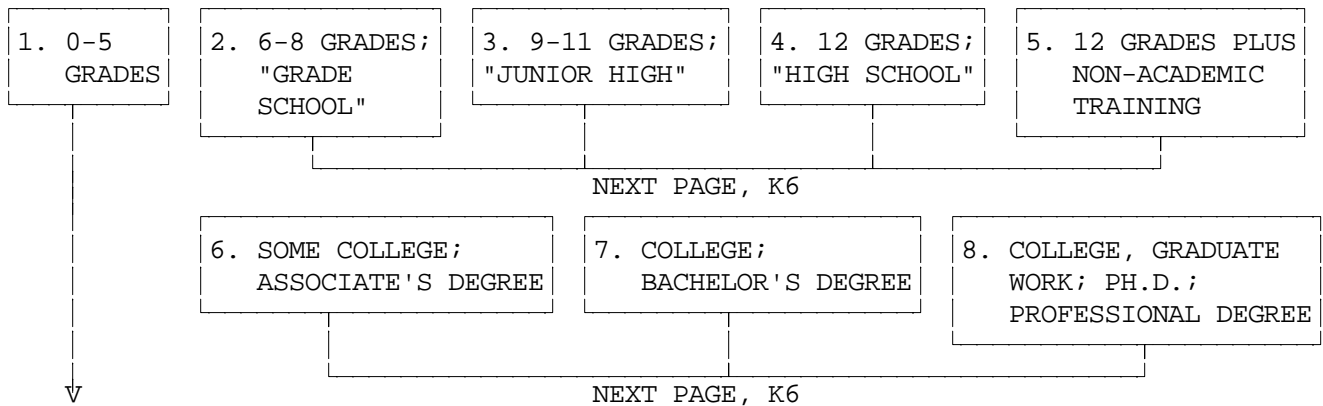 1. 0-5
GRADES
2. 6-8 GRADES;
"GRADE
SCHOOL"
3. 9-11 GRADES;
"JUNIOR HIGH"
4. 12 GRADES;
"HIGH SCHOOL"
5. 12 GRADES PLUS
NON-ACADEMIC
TRAINING
NEXT PAGE, K6
6. SOME COLLEGE;
ASSOCIATE'S DEGREE
7. COLLEGE;
BACHELOR'S DEGREE
8. COLLEGE, GRADUATE
WORK; PH.D.;
PROFESSIONAL DEGREE
V
NEXT PAGE, K6